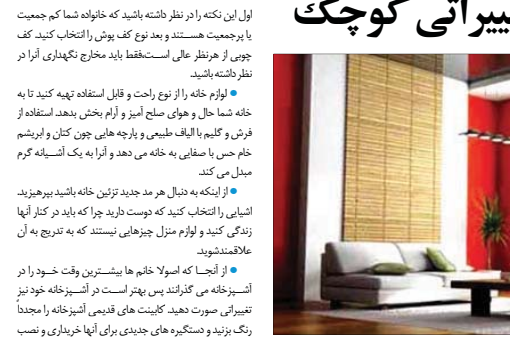 ییراتی کوچک
اول این نکته را در نظر داشته باشید که خانواده شما کم جمعیت
یا پرجمعیت هستند و بعد نوع کف پوش را انتخاب کنید. کف
چوبی از هرنظر عالی است،فقط باید مخارج نگهداری آنرا در
نظر داشته باشید.
● لوازم خانه را از نوع راحت و قابل استفاده تهیه کنید تا به
خانه شما حال و هوای صلح آمیز و آرام بخش بدهد. استفاده از
فرش و گلیم با الیاف طبیعی و پارچه هایی چون کتان و ابریشم
خام حس با صفایی به خانه می دهد و آنرا به یک آشیانه گرم
مبدل می کند.
● از اینکه به دنبال هر مد جدید تزئین خانه باشید بپرهیزید.
اشیایی را انتخاب کنید که دوست دارید چرا که باید در کنار آنها
زندگی کنید و لوازم منزل چیزهایی نیستند که به تدریج به آن
علاقمندشوید.
● از آنجا که اصولا خانم ها بیشترین وقت خود را در
آشپزخانه می گذرانند پس بهتر است در آشپزخانه خود نیز
تغییراتی صورت دهید. کابینت های قدیمی آشپزخانه را مجدداً
رنگ بزنید و دستگیره های جدیدی برای آنها خریداری و نصب